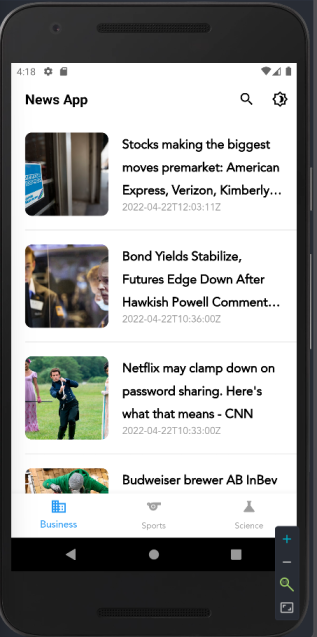 4:18
News App
Stocks making the biggest
moves premarket: American
Express, Verizon, Kimberly...
2022-04-22T12:03:11Z
Bond Yields Stabilize,
Futures Edge Down After
Hawkish Powell Comment...
2022-04-22T10:36:00Z
Netflix may clamp down on
password sharing. Here's
what that means - CNN
2022-04-22T10:33:00Z
Budweiser brewer AB InBev
Business
Sports
Science